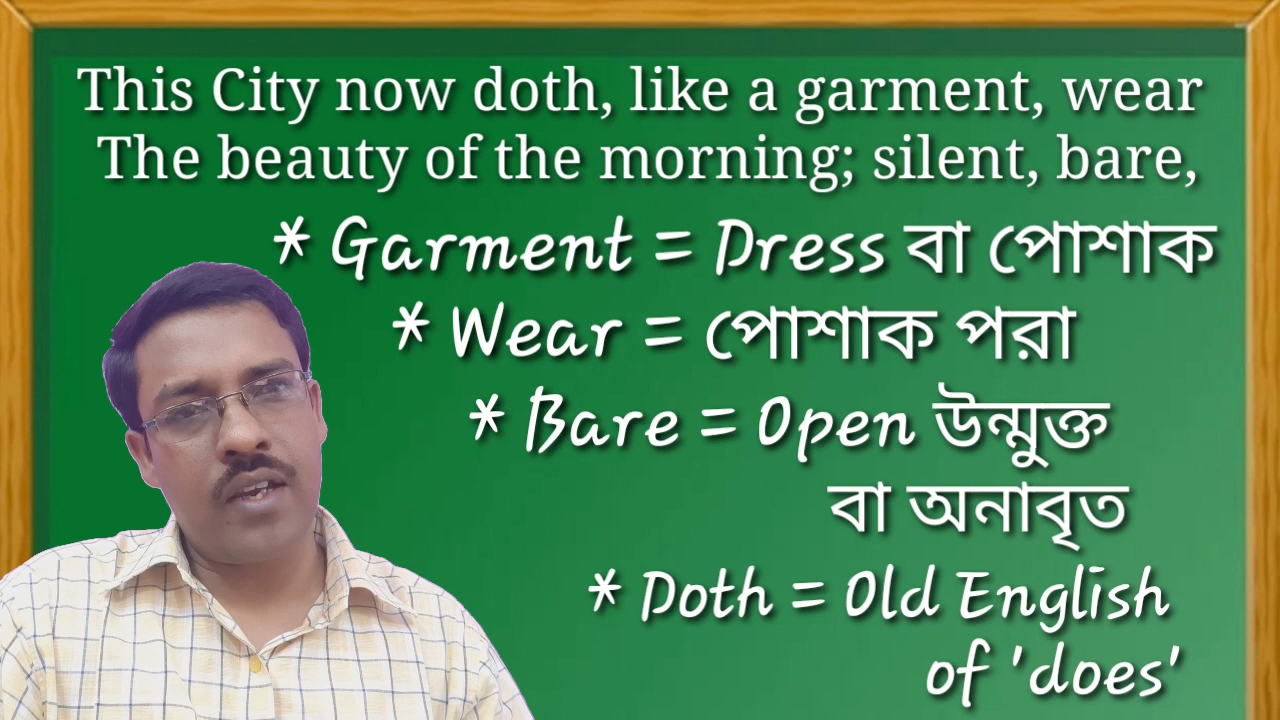 This City now doth, like a garment, wear
The beauty of the morning; silent, bare,
* Garment = Dress বা পোশাক
* Wear = পোশাক পরা
* Bare = Open উন্মুক্ত
বা অনাবৃত
* Doth = Old English
of 'does'